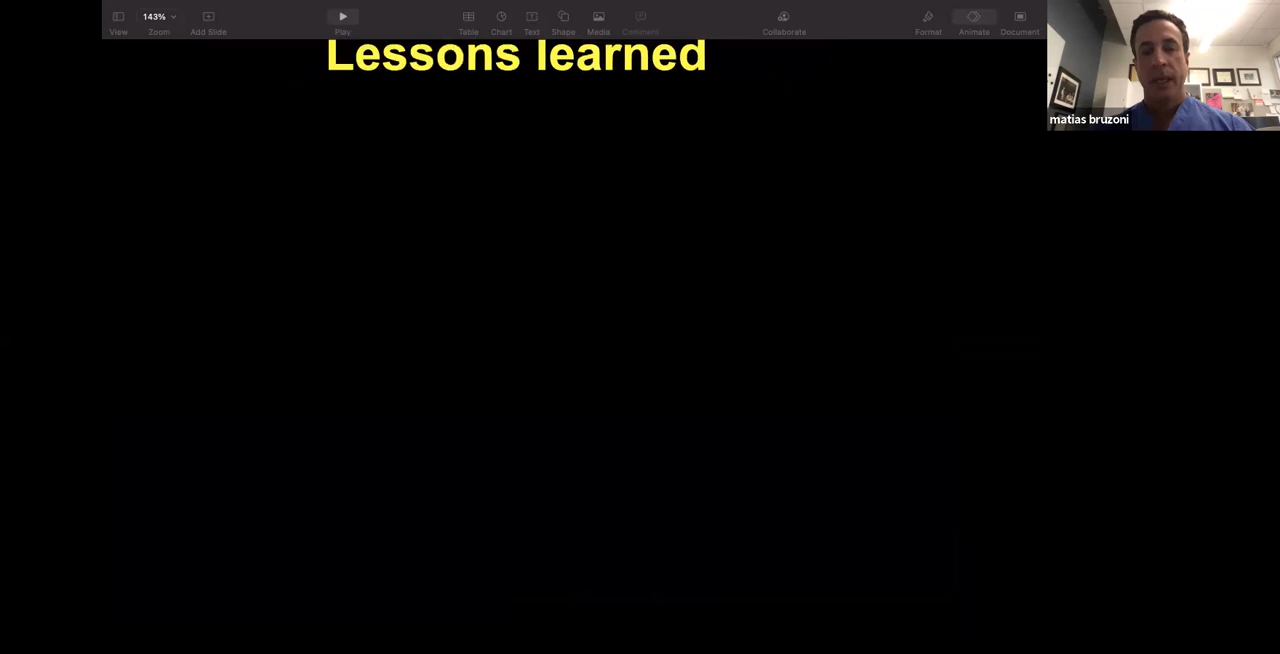 143%
View
Zoom
Add Slide
Play
Table
Chart
Text
Shape
Media
Comment
Collaborate
Format
Animate
Document
Lessons learned
matias bruzoni